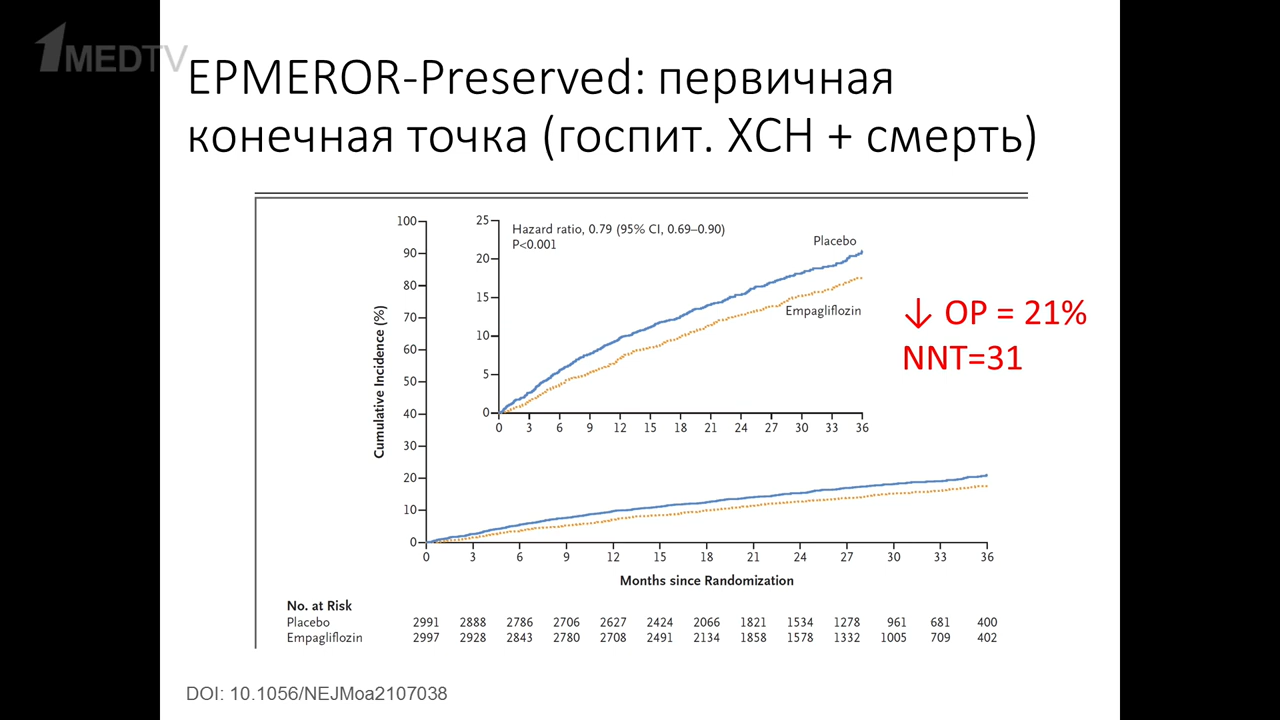 1MEDTV
EPMEROR-Preserved: первичная
конечная точка (госпит. ХСН + смерть)
Hazard ratio, 0.79 (95% CI, 0.69–0.90)
P<0.001
Placebo
Empagliflozin
25
20
15
10
5
0
0 3 6 9 12 15 18 21 24 27 30 33 36
Cumulative Incidence (%)
100
90
80
70
60
50
40
30
20
10
0
0 3 6 9 12 15 18 21 24 27 30 33 36
Months since Randomization
↓ ОР = 21%
NNT=31
No. at Risk
Placebo 2991 2888 2786 2706 2627 2424 2066 1821 1534 1278 961 681 400
Empagliflozin 2997 2928 2843 2780 2708 2491 2134 1858 1578 1332 1005 709 402
DOI: 10.1056/NEJMoa2107038